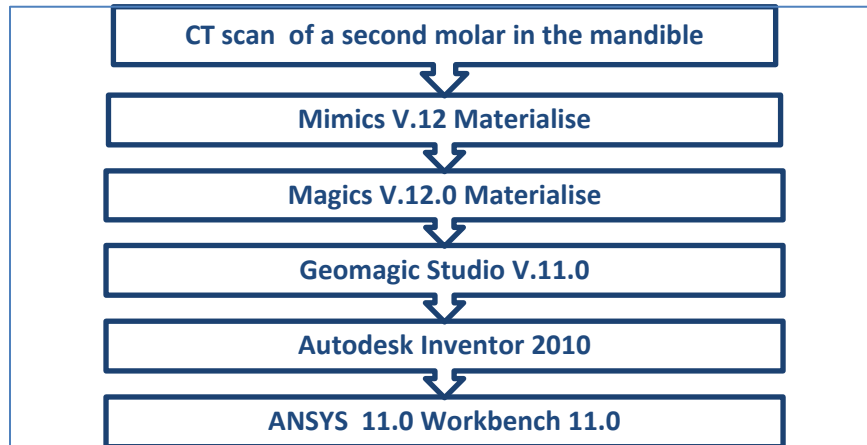 CT scan  of a second molar in the mandible
Mimics V.12 Materialise
Magics V.12.0 Materialise
Geomagic Studio V.11.0
Autodesk Inventor 2010
ANSYS  11.0 Workbench 11.0